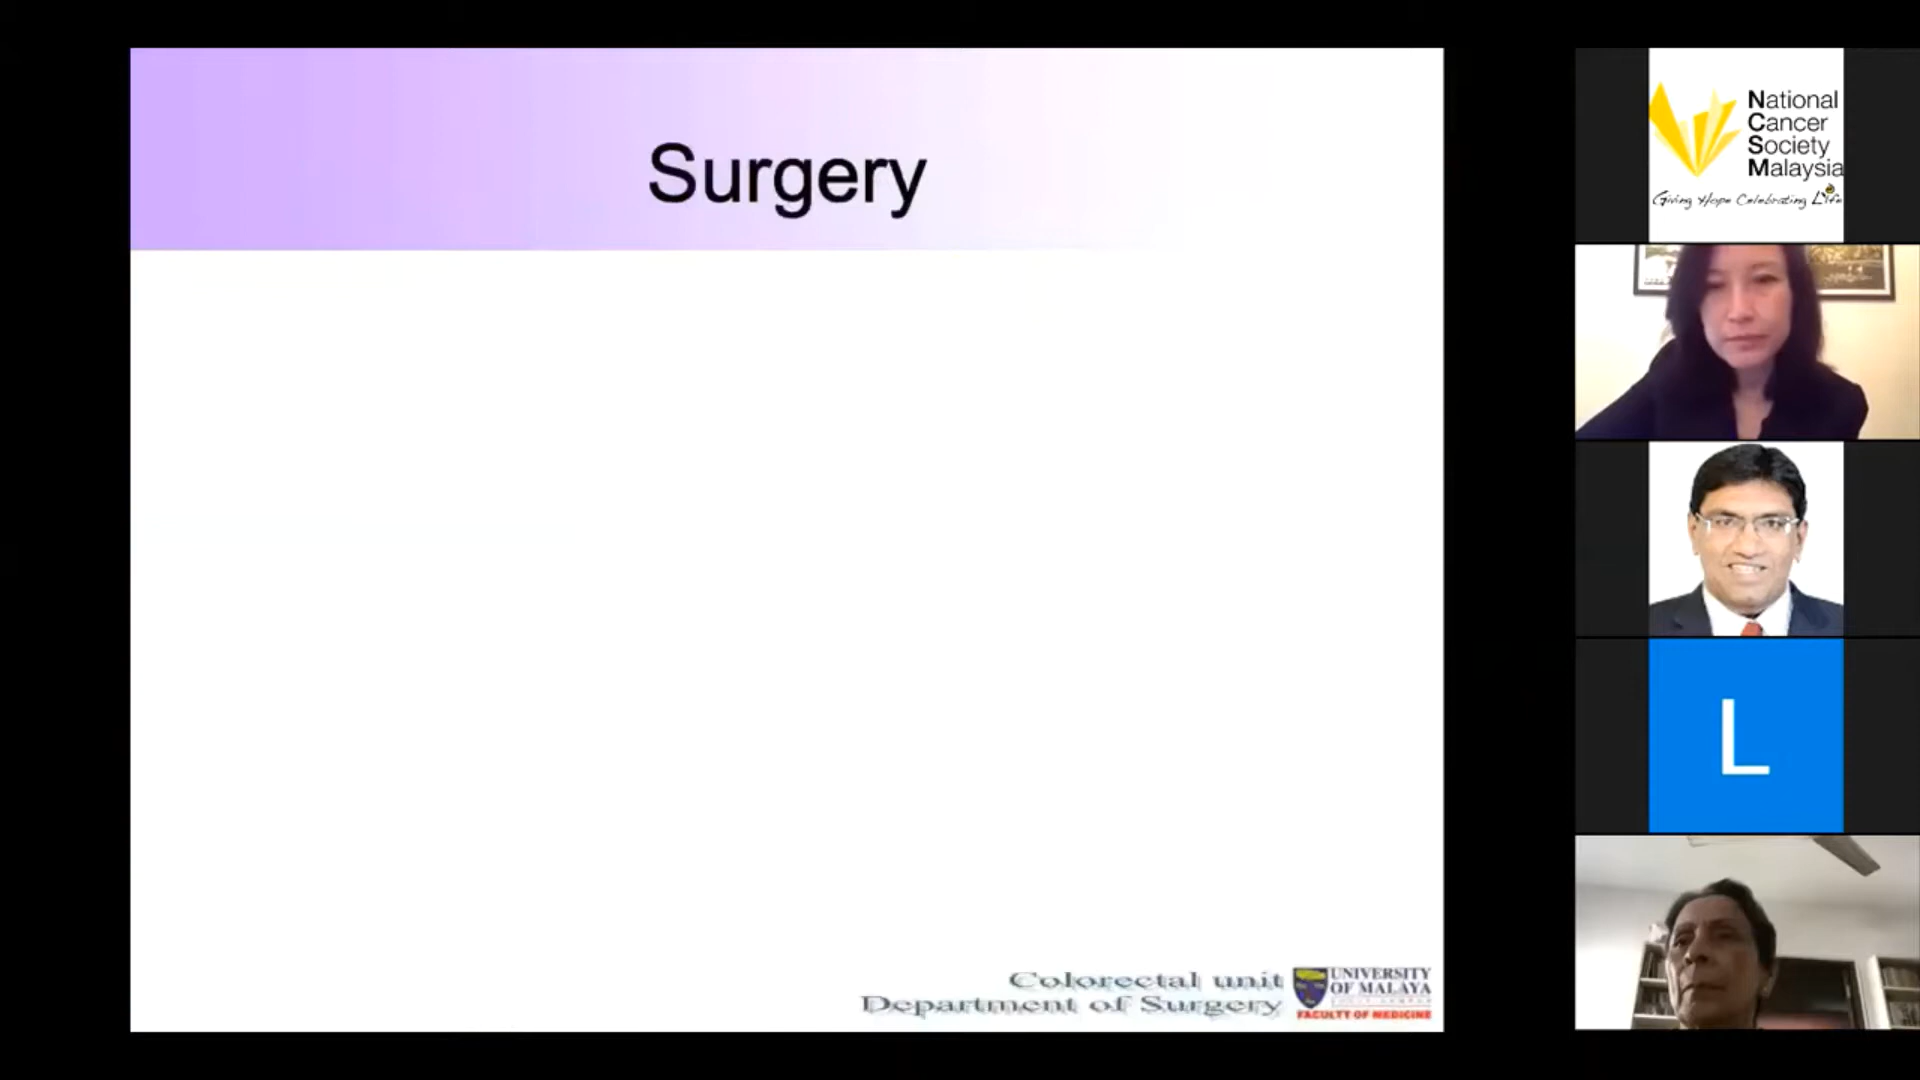 Surgery
Colorectal unit
Department of Surgery
UNIVERSITY
OF MALAYA
FACULTY OF MEDICINE
National
Cancer
Society
Malaysia
Giving Hope Celebrating Life
L